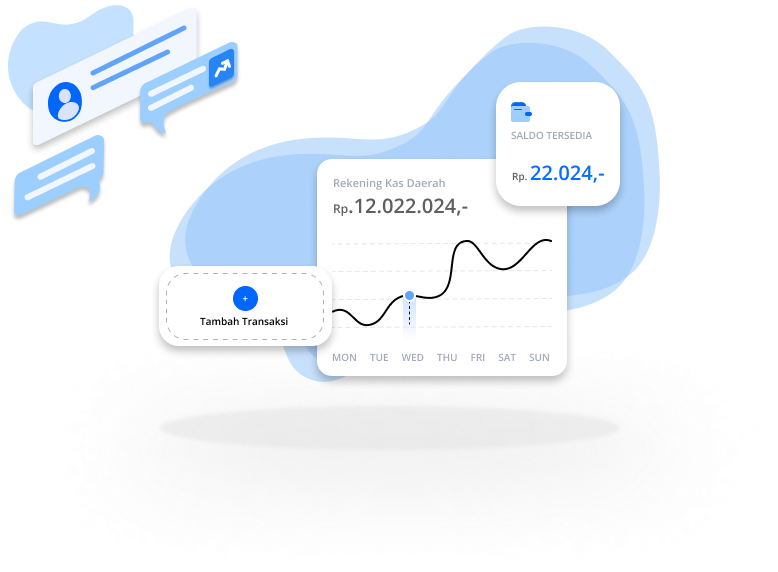 SALDO TERSEDIA
Rp. 22.024,-
Rekening Kas Daerah
Rp.12.022.024,-
+
Tambah Transaksi
MON TUE WED THU FRI SAT SUN